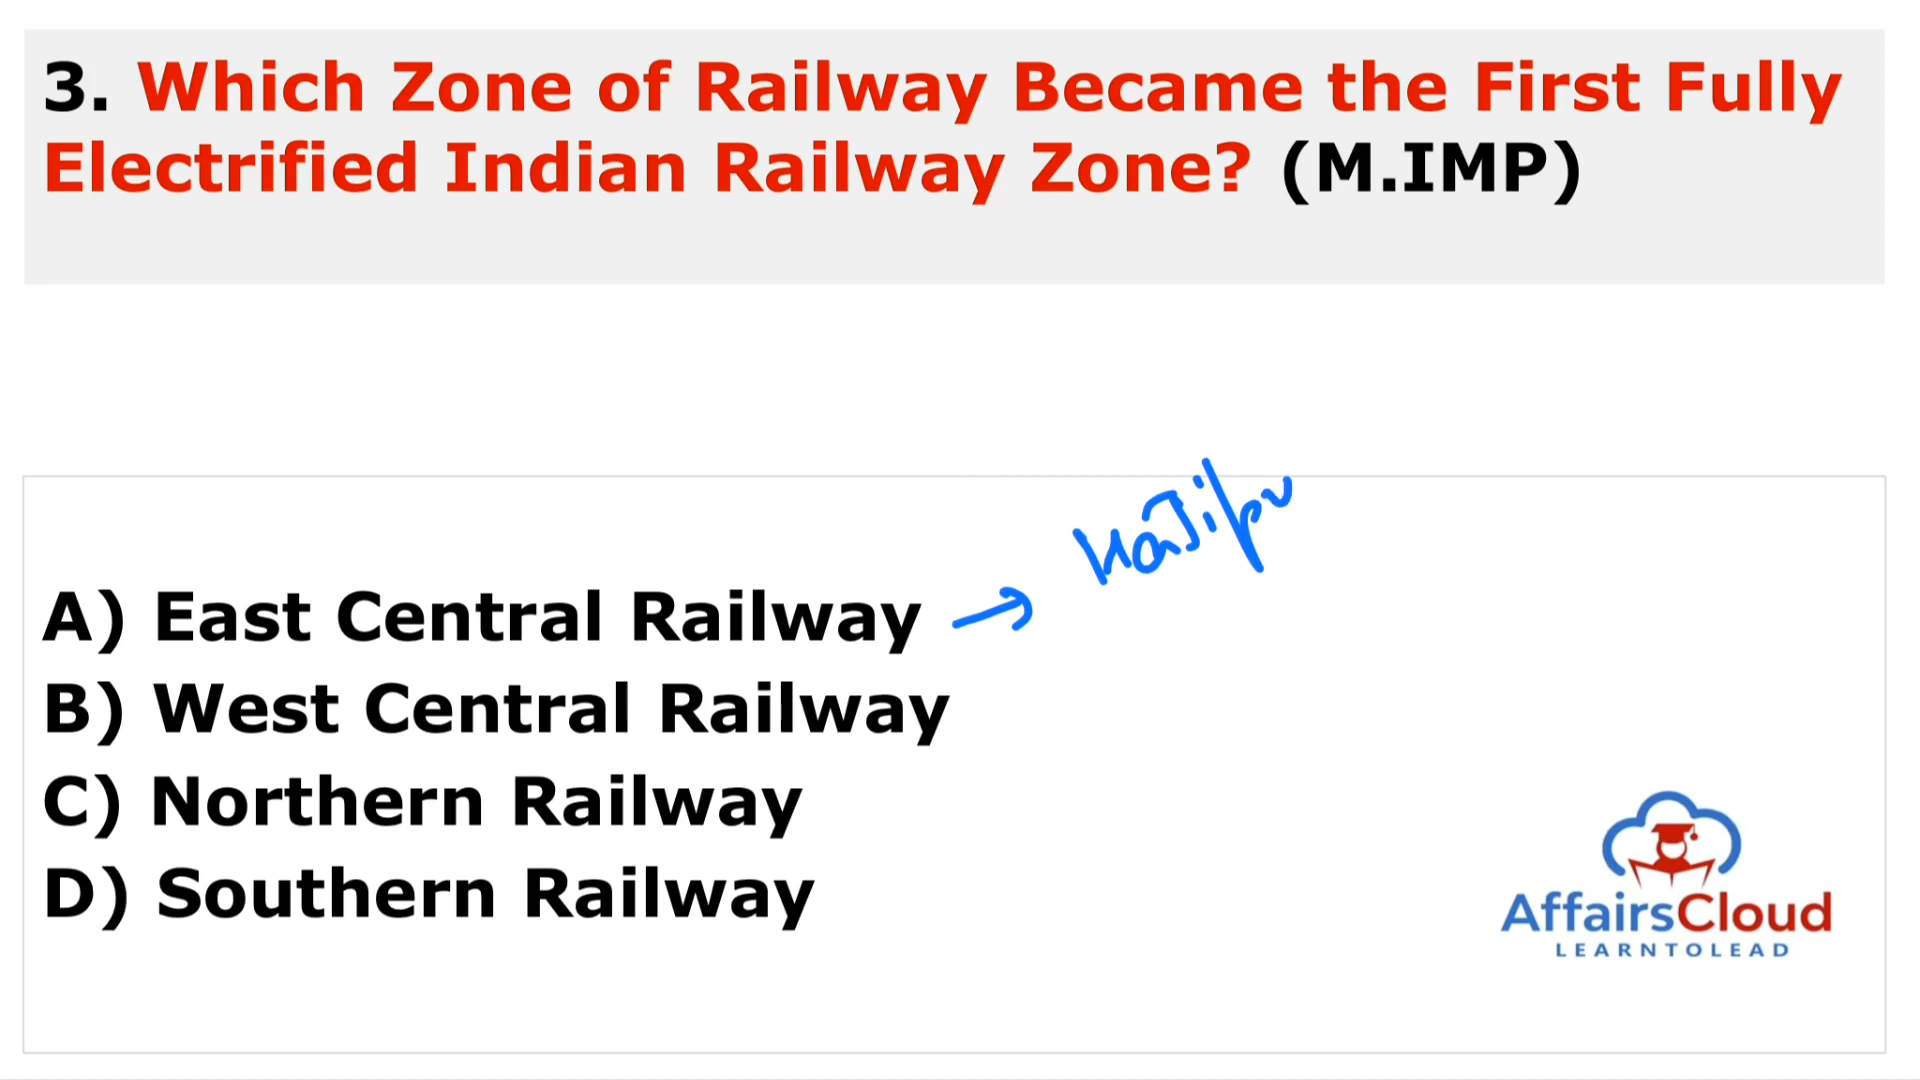 3. Which Zone of Railway Became the First Fully
Electrified Indian Railway Zone? (M.IMP)
Hajipu
A) East Central Railway
B) West Central Railway
C) Northern Railway
D) Southern Railway
AffairsCloud
LEARNTOLEAD